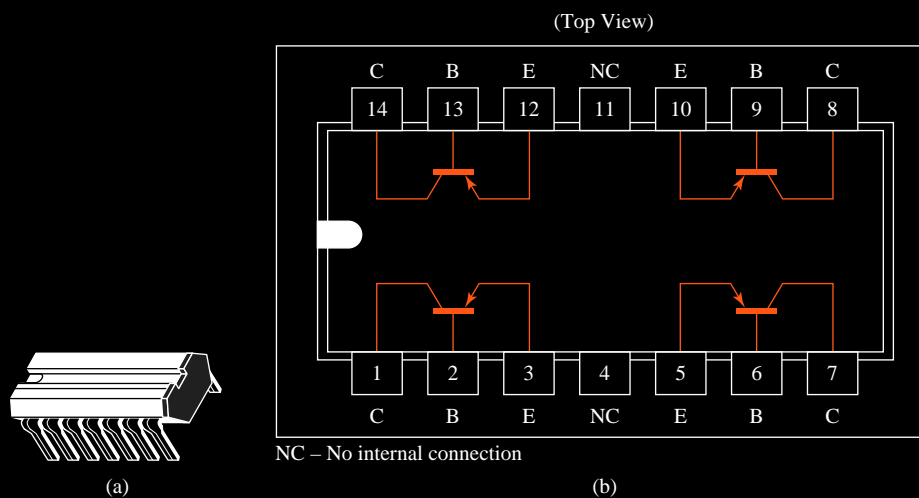 (Top View)
C B E NC E B C
14 13 12 11 10 9 8
1 2 3 4 5 6 7
C B E NC E B C
NC – No internal connection
(a) (b)